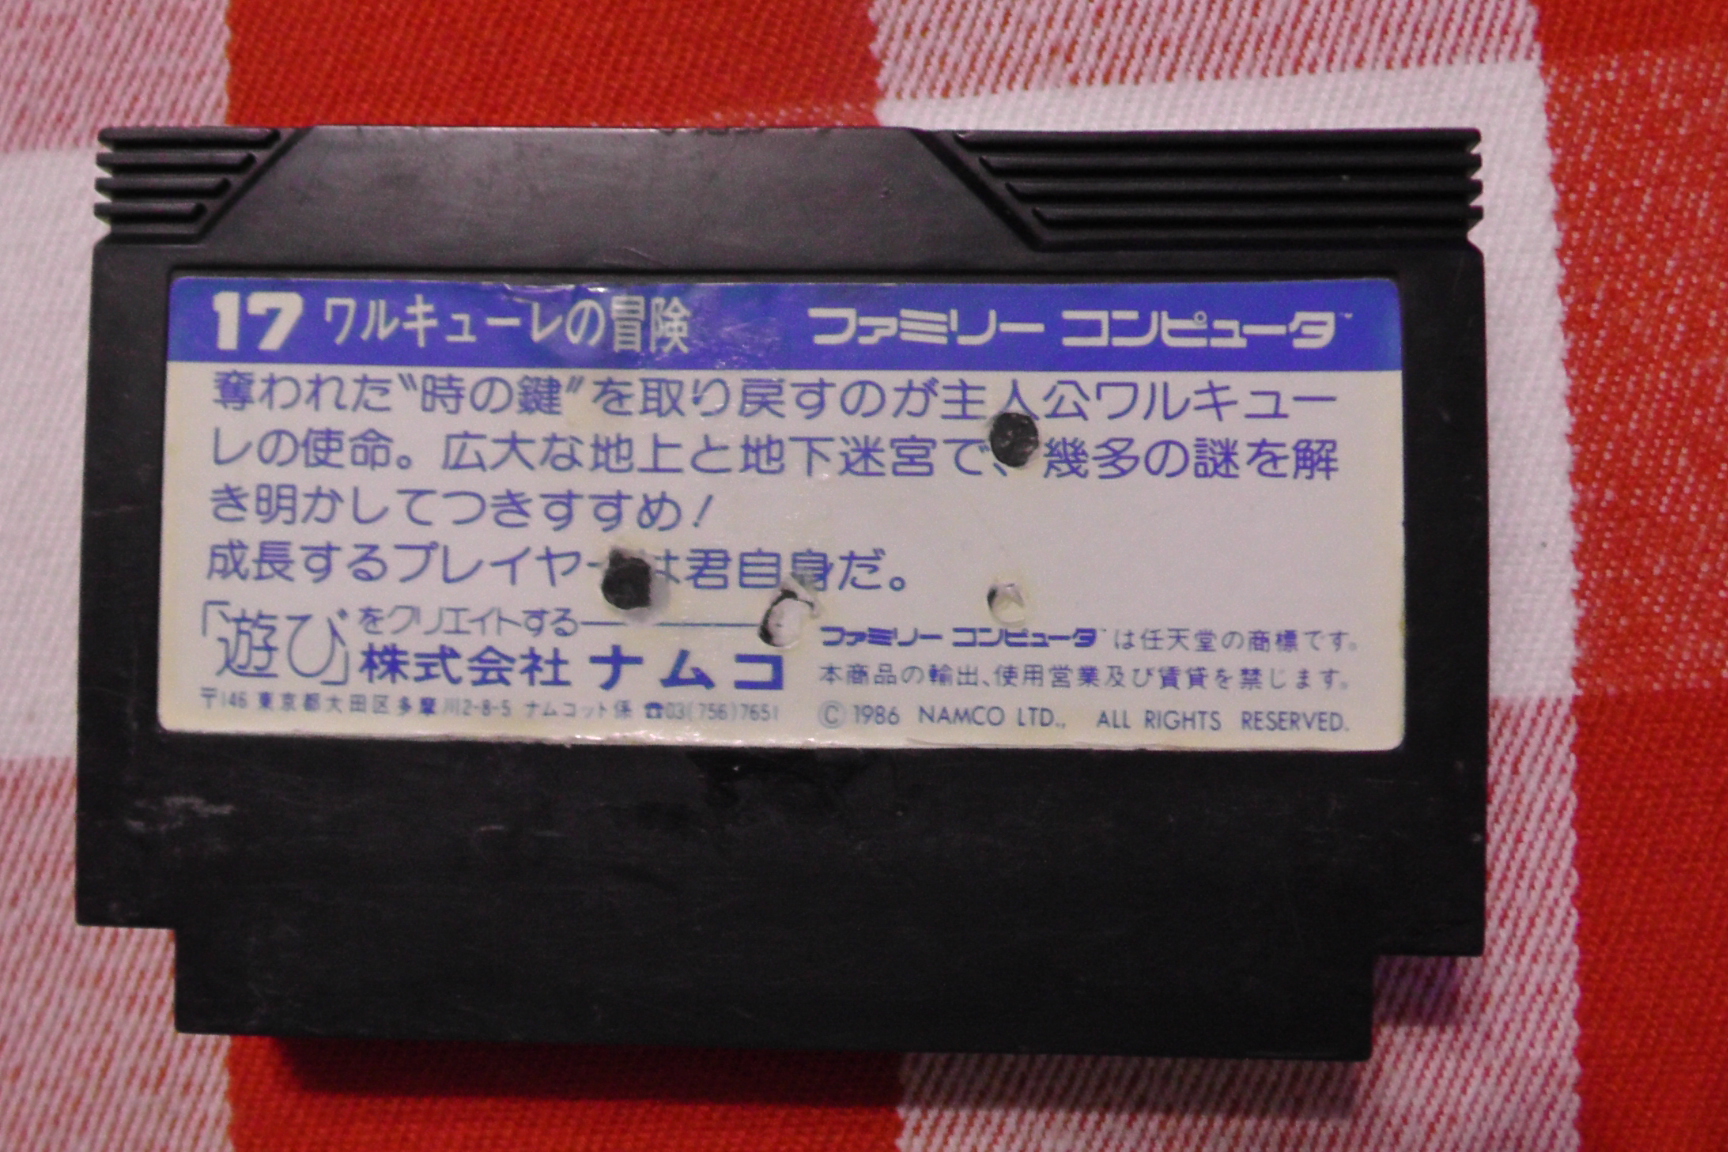 17 ワルキューレの冒険 ファミリー コンピュータ™
奪われた“時の鍵”を取り戻すのが主人公ワルキュー
レの使命。広大な地上と地下迷宮で、幾多の謎を解
き明かしてつきすすめ!
成長するプレイヤーは君自身だ。
「遊び」をクリエイトする
株式会社 ナムコ
〒146 東京都大田区多摩川2-8-5 ナムコット係 ☎03(756)7651
ファミリー コンピュータ™は任天堂の商標です。
本商品の輸出、使用営業及び賃貸を禁じます。
© 1986 NAMCO LTD., ALL RIGHTS RESERVED.